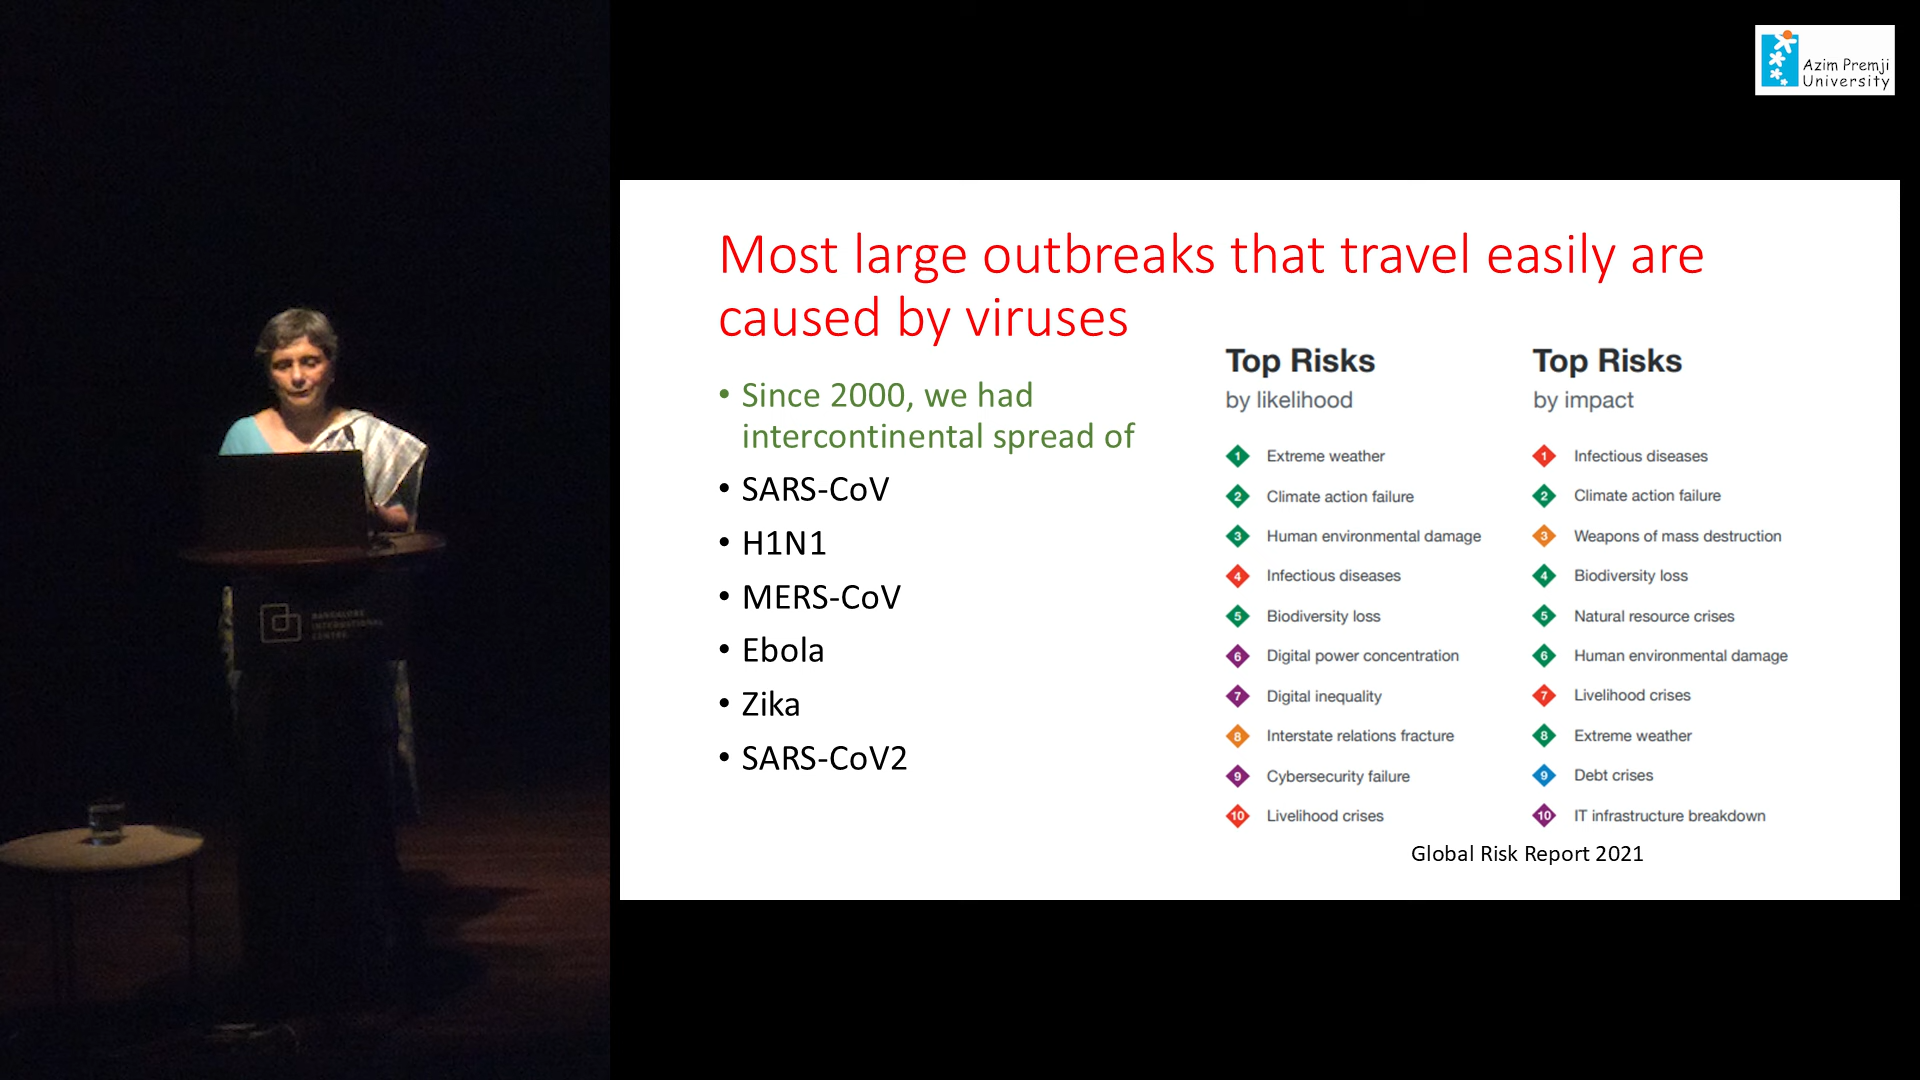 Azim Premji
University
Most large outbreaks that travel easily are
caused by viruses
• Since 2000, we had
intercontinental spread of
• SARS-CoV
• H1N1
• MERS-CoV
• Ebola
• Zika
• SARS-CoV2
Top Risks
by likelihood
1 Extreme weather
2 Climate action failure
3 Human environmental damage
4 Infectious diseases
5 Biodiversity loss
6 Digital power concentration
7 Digital inequality
8 Interstate relations fracture
9 Cybersecurity failure
10 Livelihood crises
Top Risks
by impact
1 Infectious diseases
2 Climate action failure
3 Weapons of mass destruction
4 Biodiversity loss
5 Natural resource crises
6 Human environmental damage
7 Livelihood crises
8 Extreme weather
9 Debt crises
10 IT infrastructure breakdown
Global Risk Report 2021
BANGALORE
INTERNATIONAL
CENTRE